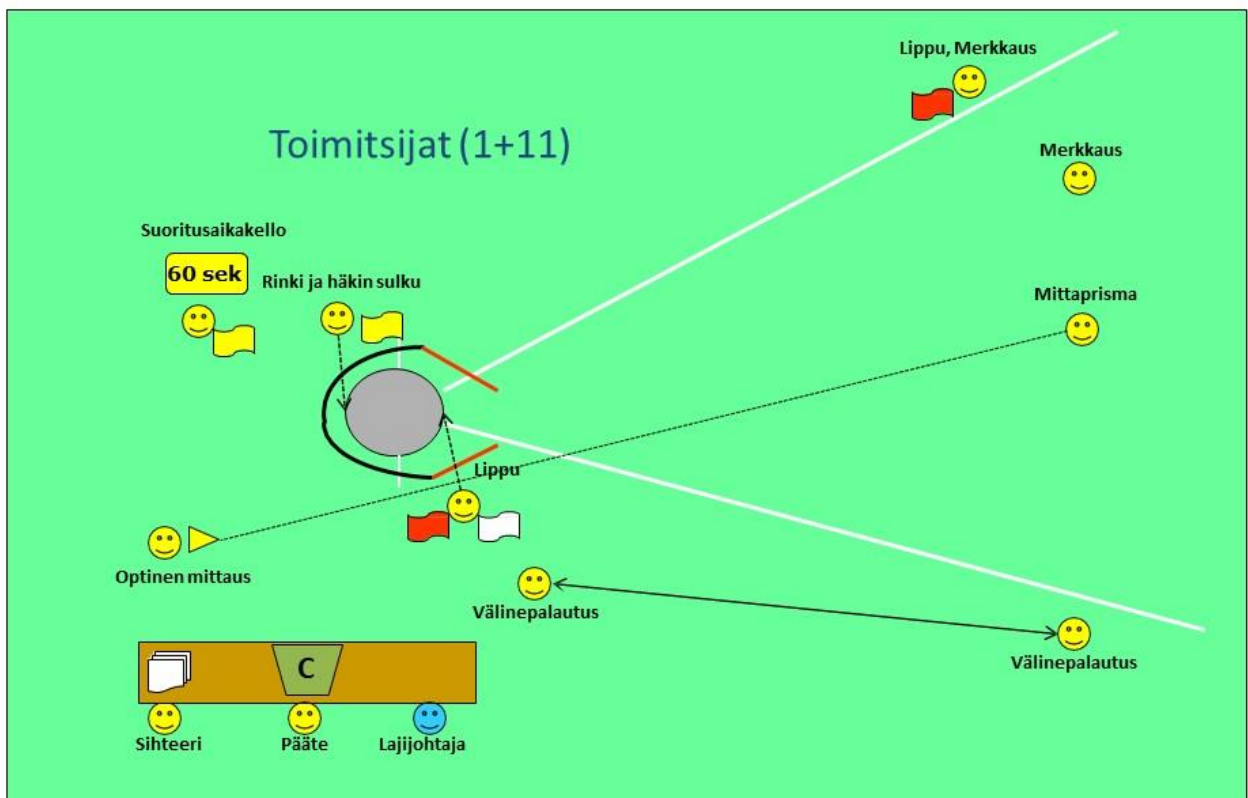 Lippu, Merkkaus
Toimitsijat (1+11)
Merkkaus
Suoritusaikakello
60 sek
Rinki ja häkin sulku
Mittaprisma
Lippu
Optinen mittaus
Välinepalautus
Välinepalautus
C
Sihteeri
Pääte
Lajijohtaja